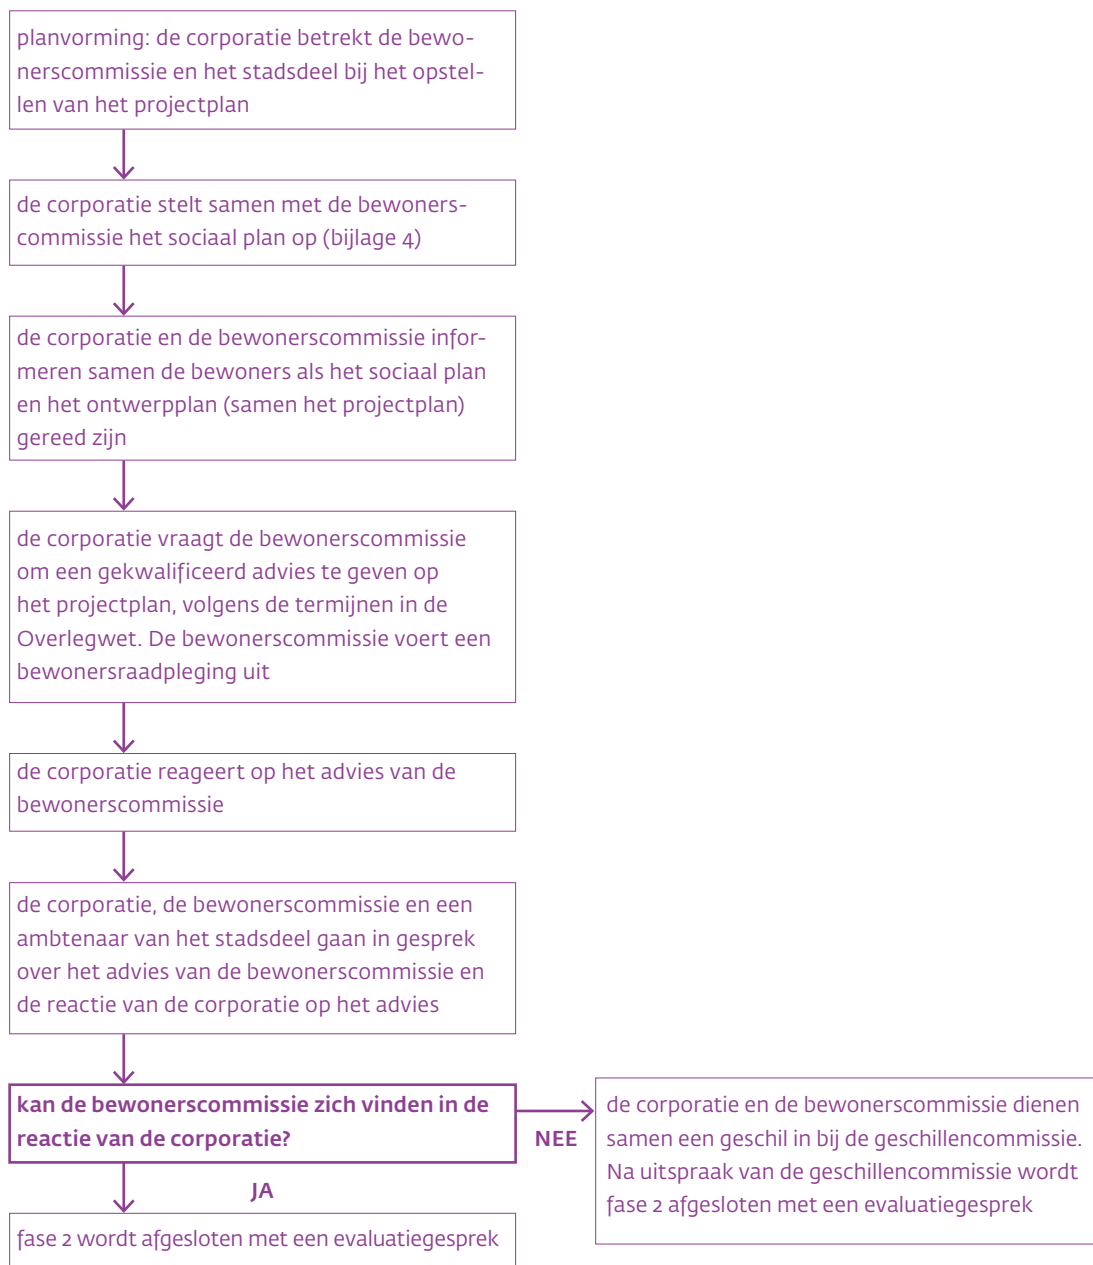 planvorming: de corporatie betrekt de bewo-
nerscommissie en het stadsdeel bij het opstel-
len van het projectplan
de corporatie stelt samen met de bewoners-
commissie het sociaal plan op (bijlage 4)
de corporatie en de bewonerscommissie infor-
meren samen de bewoners als het sociaal plan
en het ontwerpplan (samen het projectplan)
gereed zijn
de corporatie vraagt de bewonerscommissie
om een gekwalificeerd advies te geven op
het projectplan, volgens de termijnen in de
Overlegwet. De bewonerscommissie voert een
bewonersraadpleging uit
de corporatie reageert op het advies van de
bewonerscommissie
de corporatie, de bewonerscommissie en een
ambtenaar van het stadsdeel gaan in gesprek
over het advies van de bewonerscommissie en
de reactie van de corporatie op het advies
kan de bewonerscommissie zich vinden in de
reactie van de corporatie?
NEE
de corporatie en de bewonerscommissie dienen
samen een geschil in bij de geschillencommissie.
Na uitspraak van de geschillencommissie wordt
fase 2 afgesloten met een evaluatiegesprek
JA
fase 2 wordt afgesloten met een evaluatiegesprek